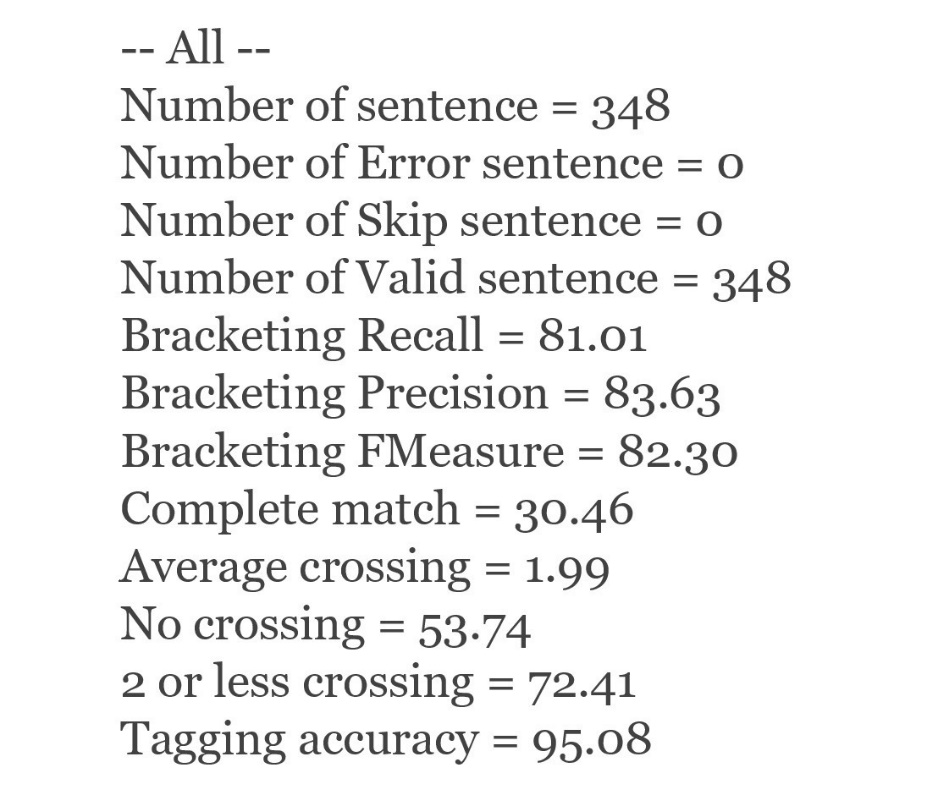 -- All --
Number of sentence = 348
Number of Error sentence = 0
Number of Skip sentence = 0
Number of Valid sentence = 348
Bracketing Recall = 81.01
Bracketing Precision = 83.63
Bracketing FMeasure = 82.30
Complete match = 30.46
Average crossing = 1.99
No crossing = 53.74
2 or less crossing = 72.41
Tagging accuracy = 95.08